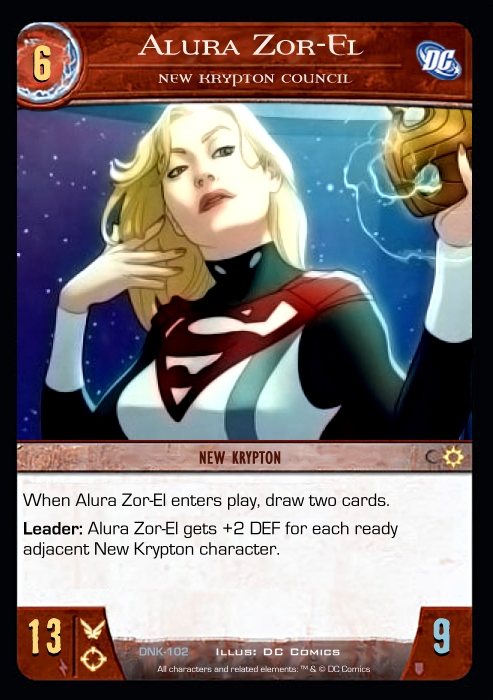 6
Alura Zor-El
DC
New Krypton Council
NEW KRYPTON
C
When Alura Zor-El enters play, draw two cards.
Leader: Alura Zor-El gets +2 DEF for each ready
adjacent New Krypton character.
13
9
DNK-102 Illus: DC Comics
All characters and related elements: ™ & © DC Comics